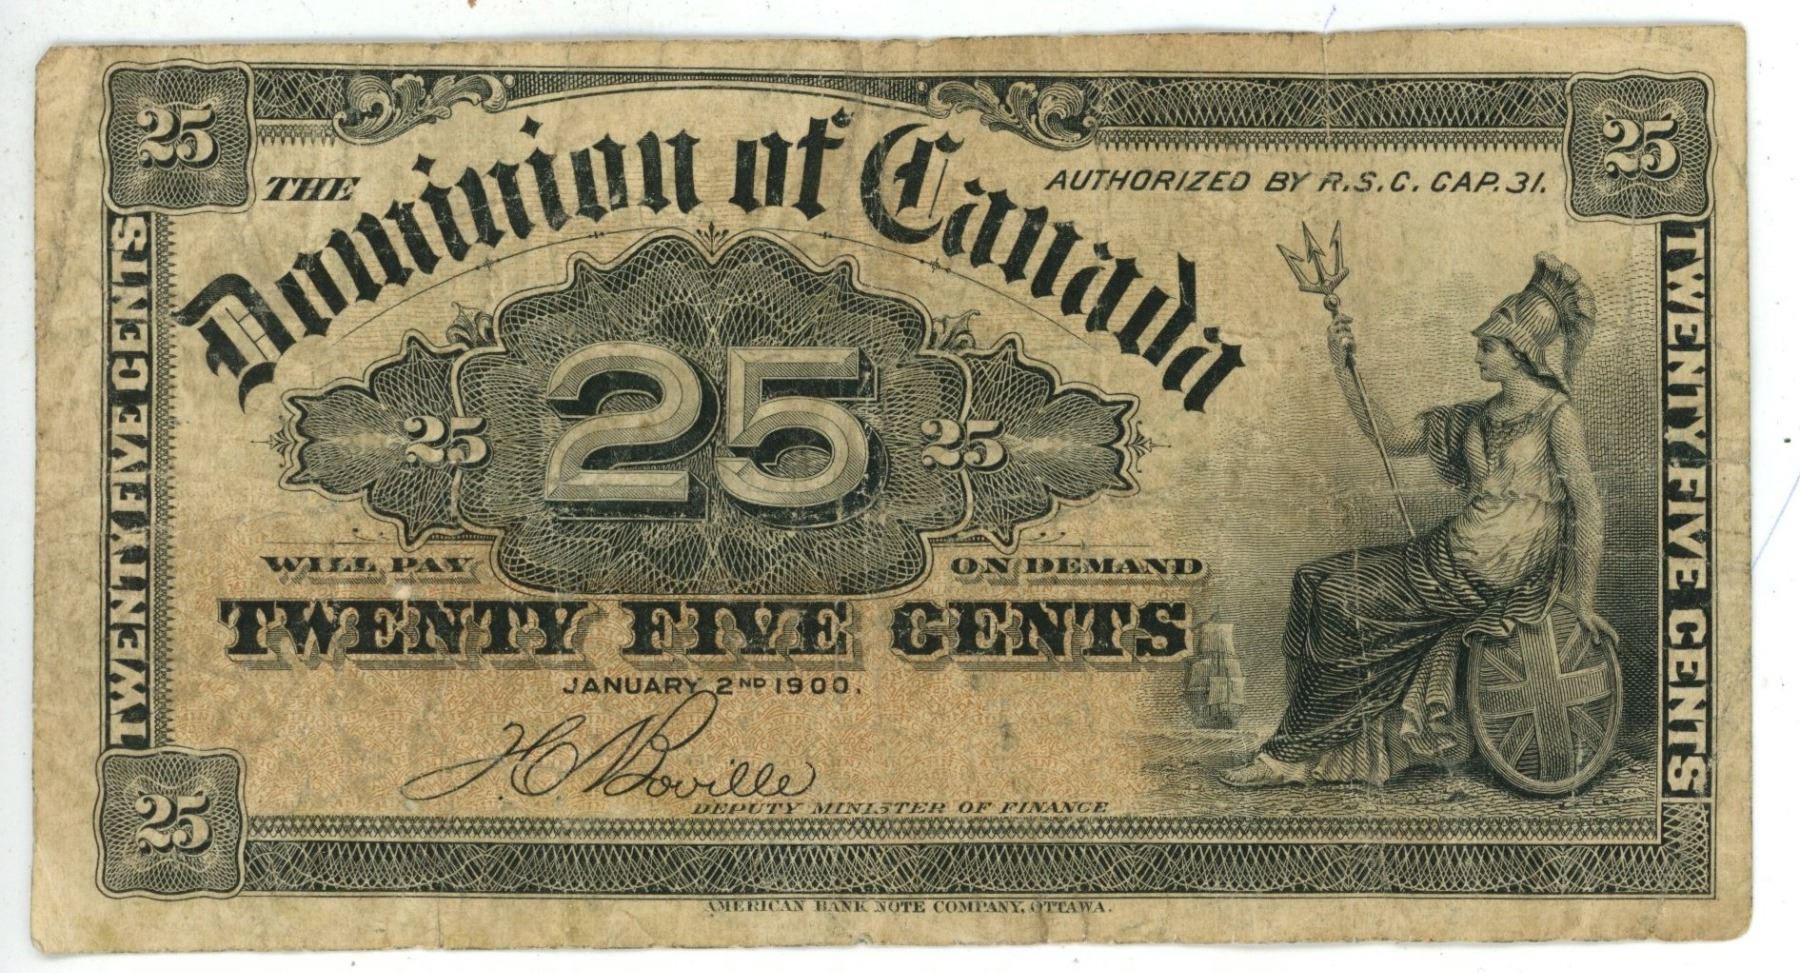 25
25
THE
Dominion of Canada
AUTHORIZED BY R.S.C. CAP. 31.
TWENTY FIVE CENTS
TWENTY FIVE CENTS
25
25
25
WILL PAY
ON DEMAND
TWENTY FIVE CENTS
JANUARY 2ND 1900.
H C Boville
DEPUTY MINISTER OF FINANCE
25
AMERICAN BANK NOTE COMPANY, OTTAWA.